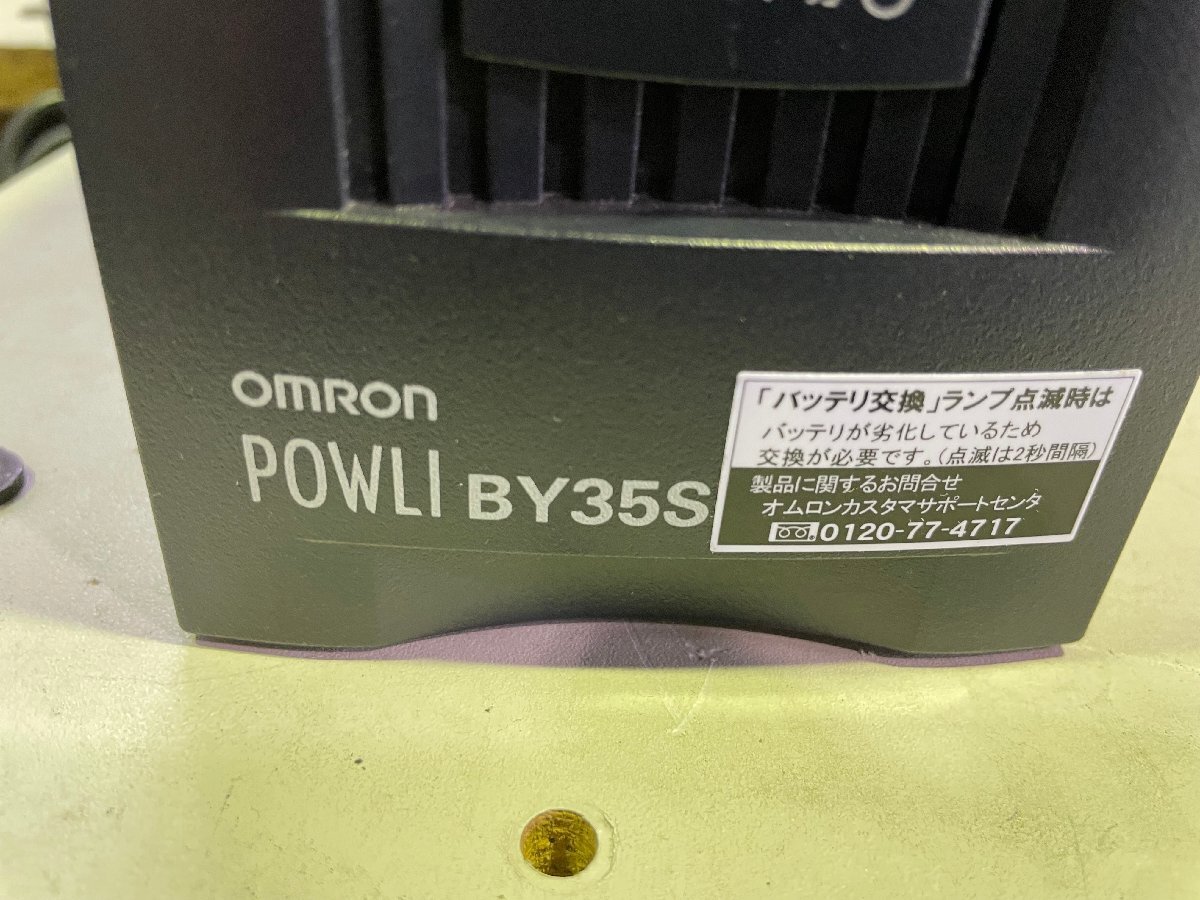 OMRON
POWLI BY35S
「バッテリ交換」ランプ点滅時は
バッテリが劣化しているため
交換が必要です。(点滅は2秒間隔)
製品に関するお問合せ
オムロンカスタマサポートセンタ
0120-77-4717